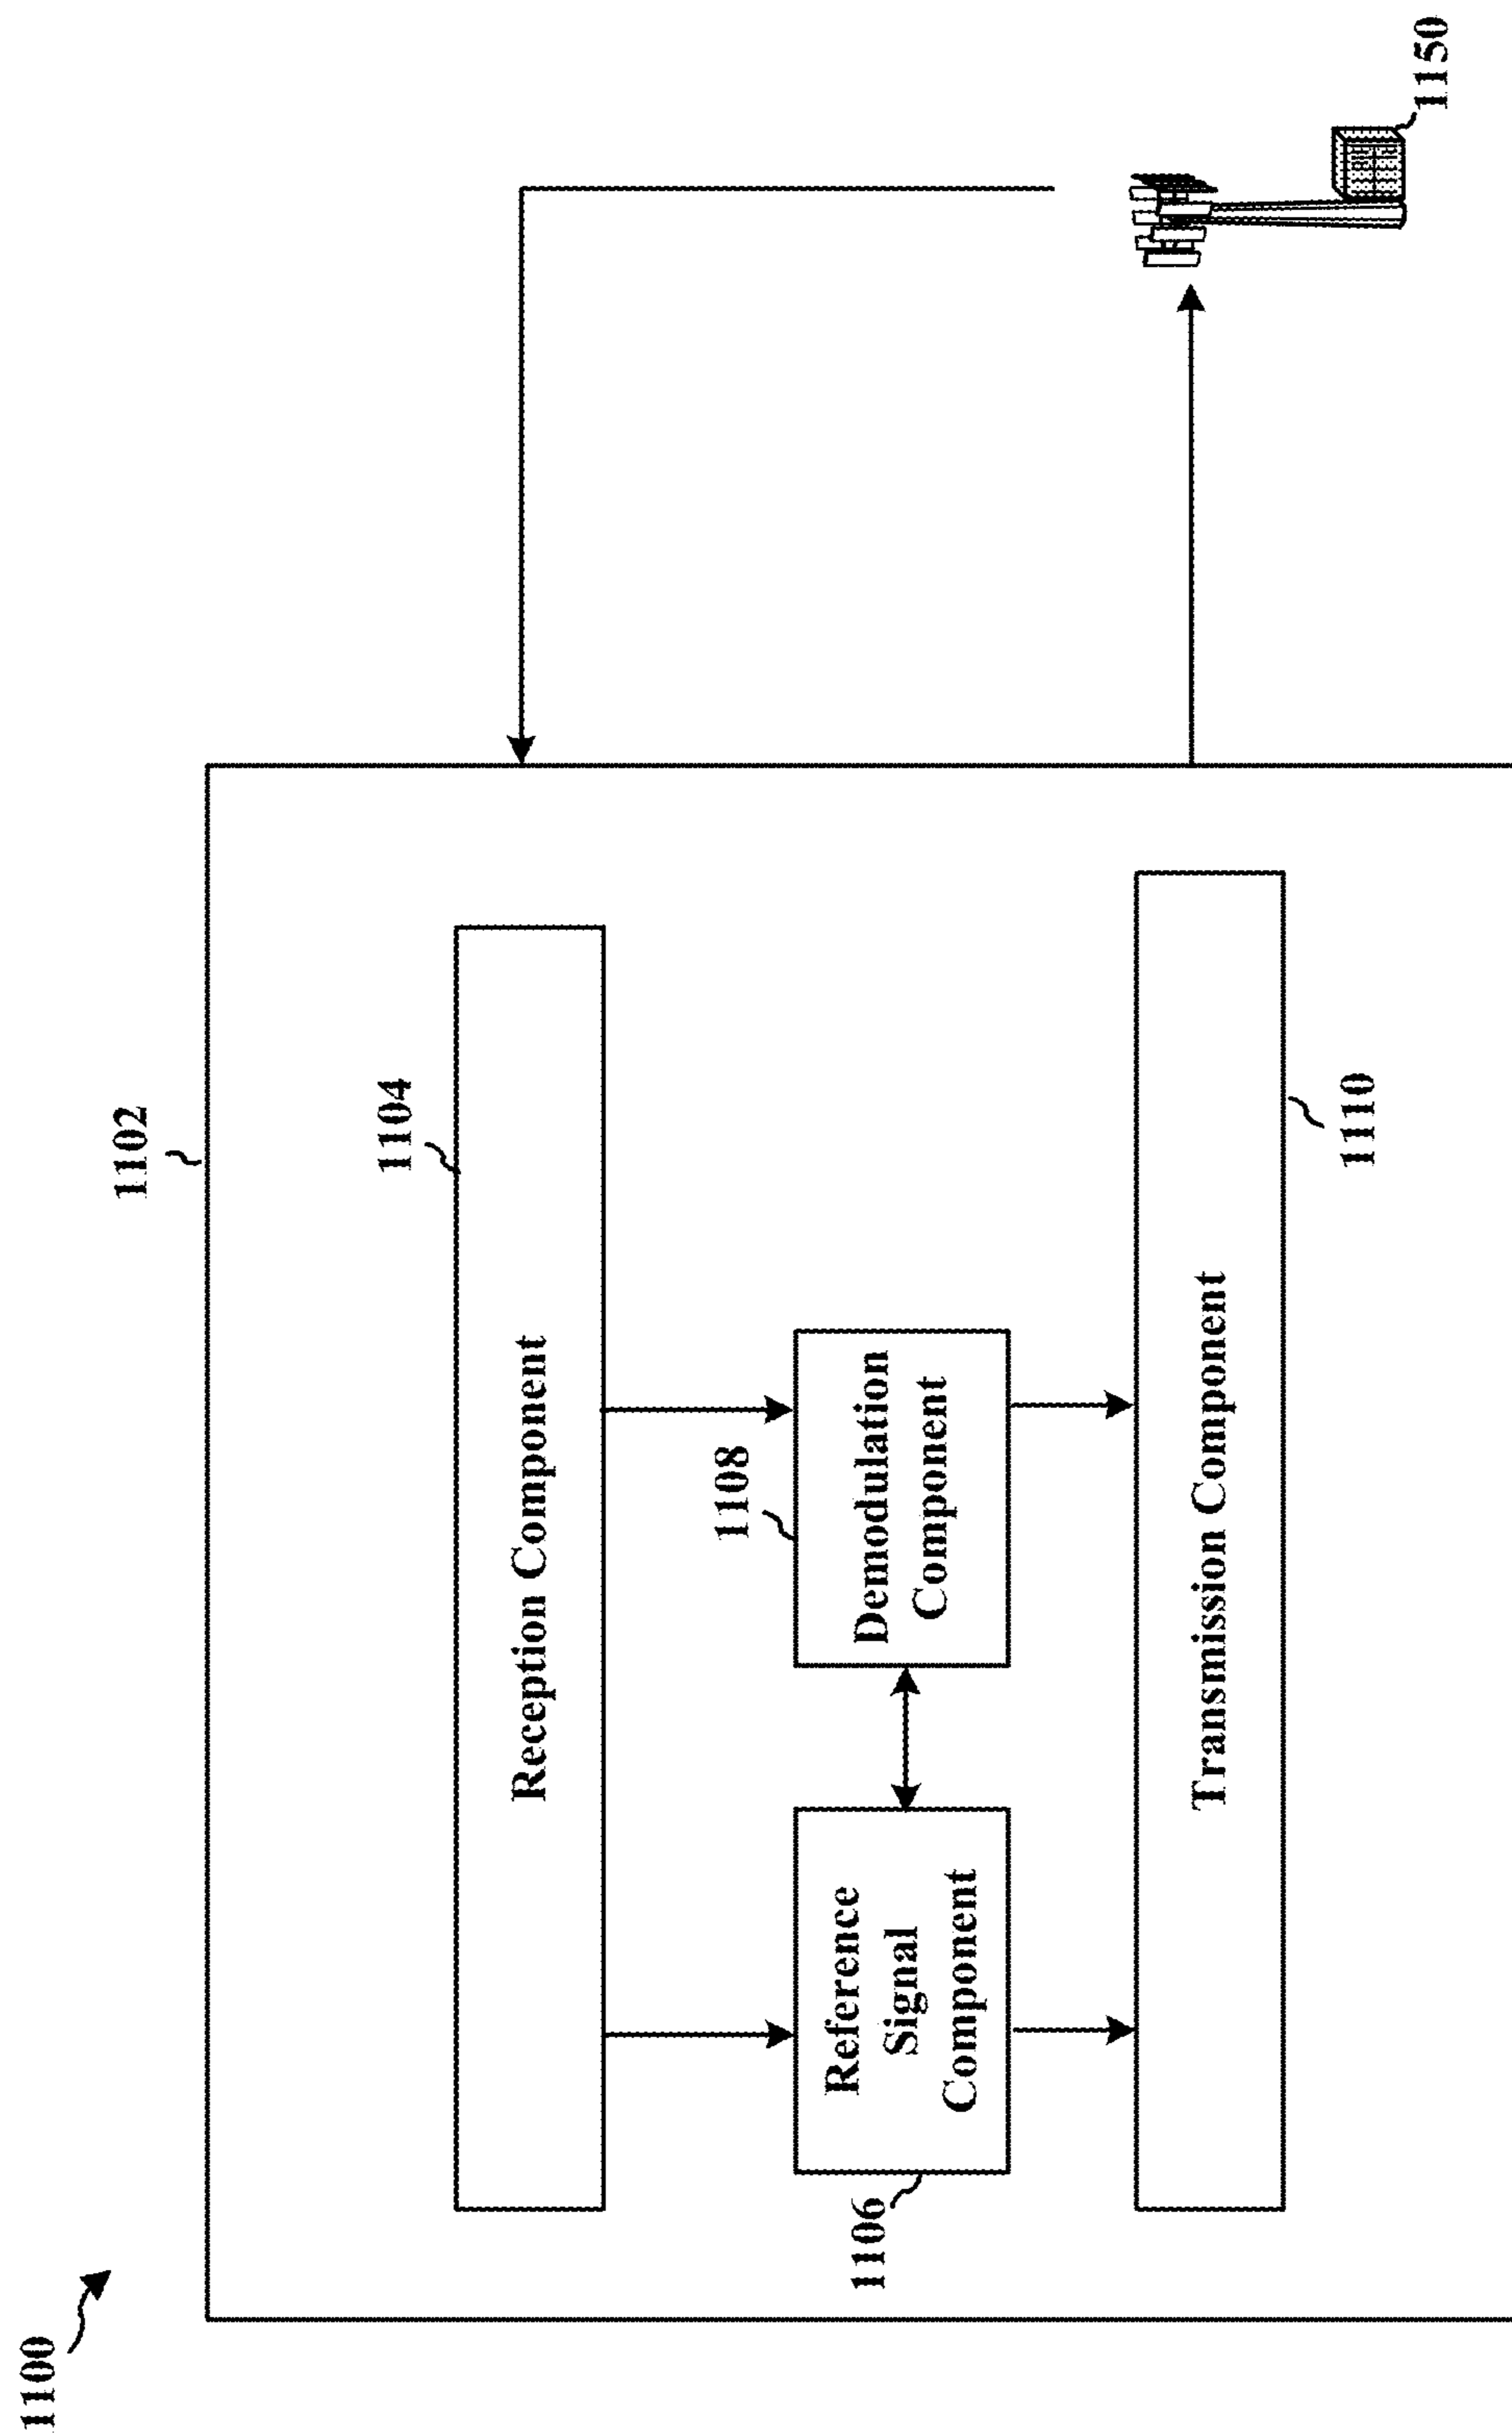 1100
1102
1104
Reception Component
1106
Reference
Signal
Component
1108
Demodulation
Component
Transmission Component
1110
1150